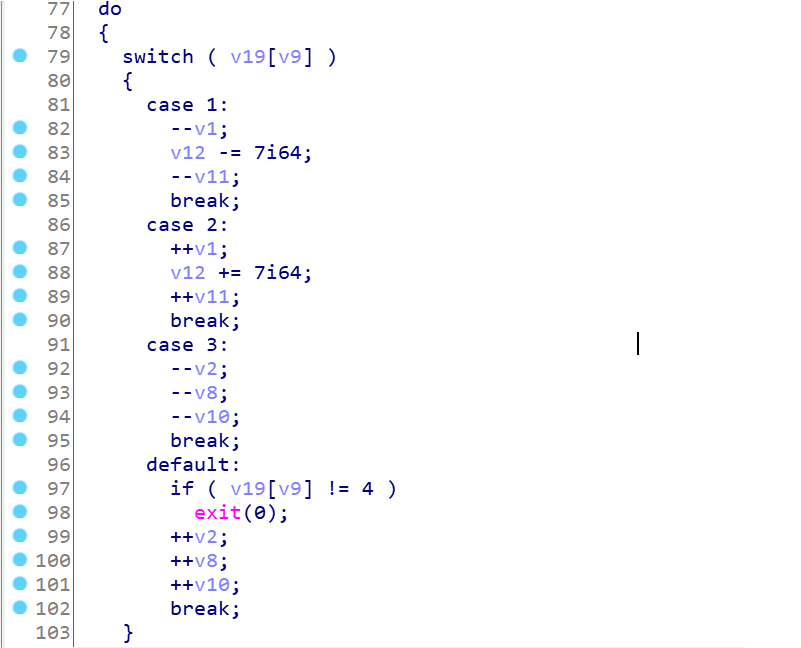 77 do
78 {
79 switch ( v19[v9] )
80 {
81 case 1:
82 --v1;
83 v12 -= 7i64;
84 --v11;
85 break;
86 case 2:
87 ++v1;
88 v12 += 7i64;
89 ++v11;
90 break;
91 case 3:
92 --v2;
93 --v8;
94 --v10;
95 break;
96 default:
97 if ( v19[v9] != 4 )
98 exit(0);
99 ++v2;
100 ++v8;
101 ++v10;
102 break;
103 }